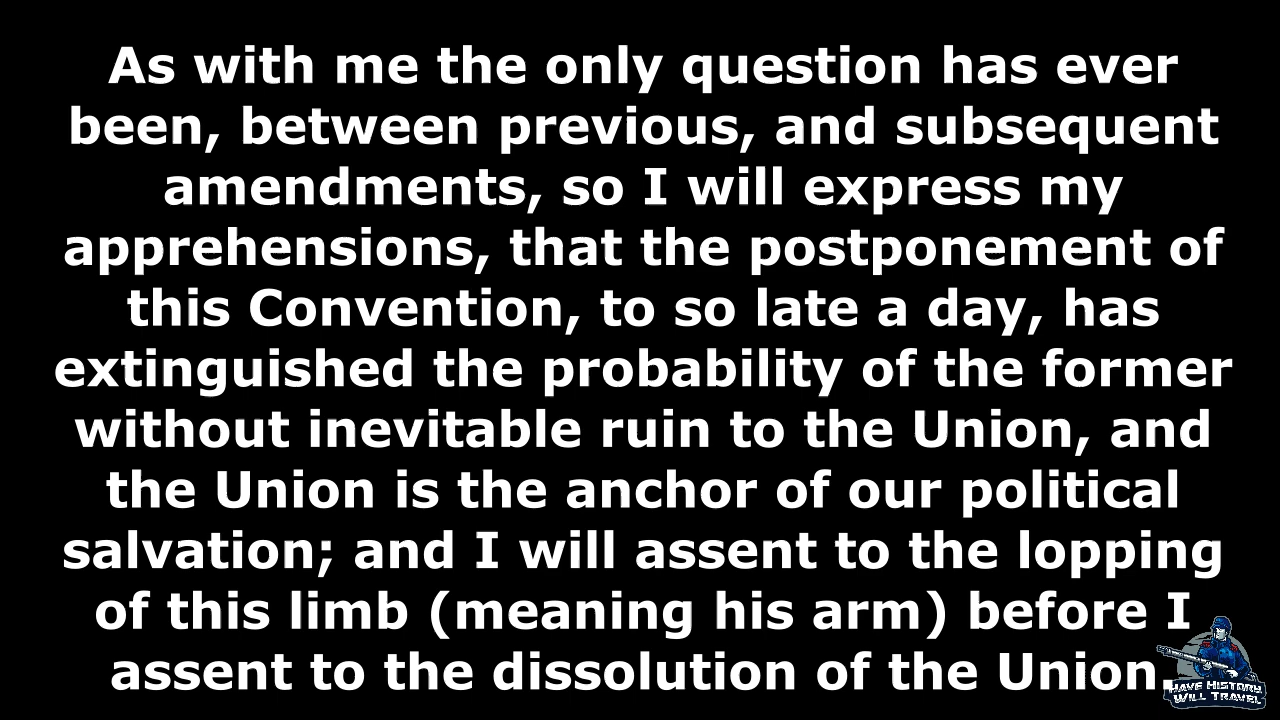 As with me the only question has ever
been, between previous, and subsequent
amendments, so I will express my
apprehensions, that the postponement of
this Convention, to so late a day, has
extinguished the probability of the former
without inevitable ruin to the Union, and
the Union is the anchor of our political
salvation; and I will assent to the lopping
of this limb (meaning his arm) before I
assent to the dissolution of the Union.
HAVE HISTORY
WILL TRAVEL